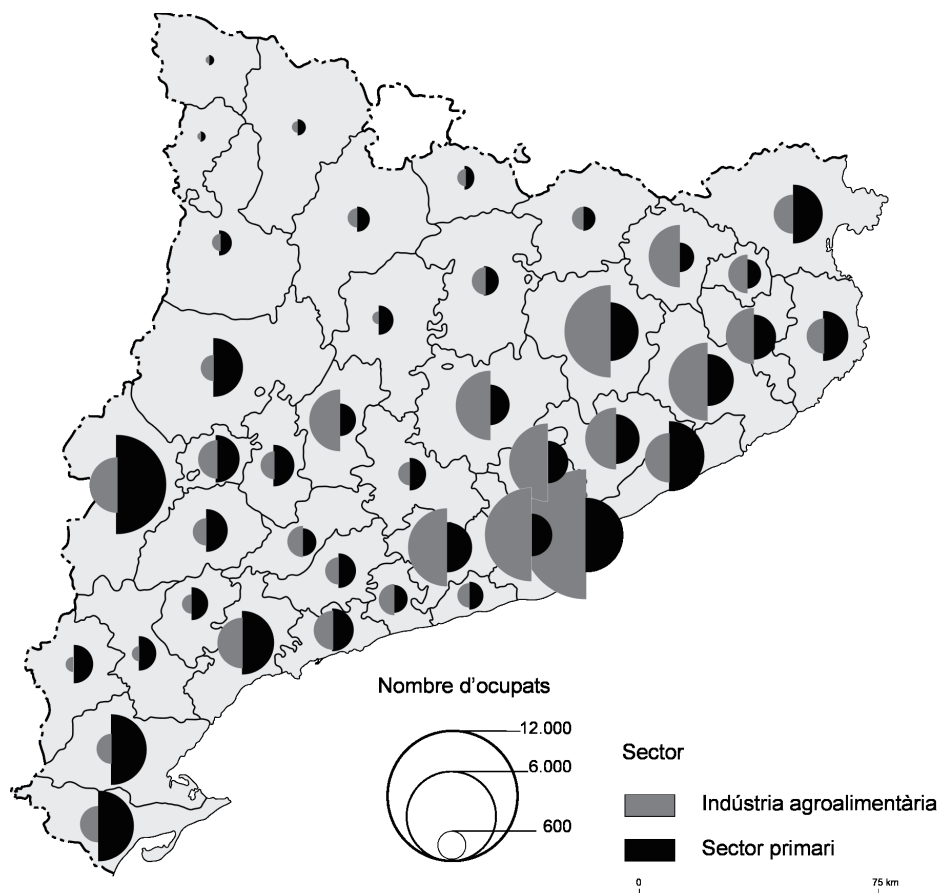 Nombre d'ocupats
12.000
6.000
600
Sector
Indústria agroalimentària
Sector primari
0 75 km